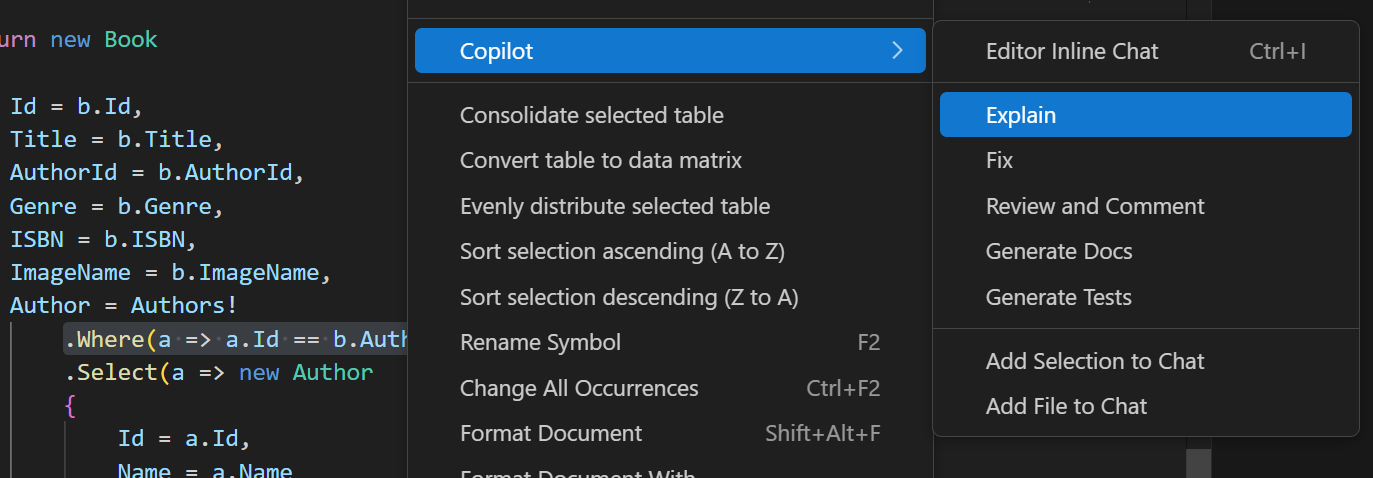 urn new Book
Id = b.Id,
Title = b.Title,
AuthorId = b.AuthorId,
Genre = b.Genre,
ISBN = b.ISBN,
ImageName = b.ImageName,
Author = Authors!
.Where(a => a.Id == b.Auth
.Select(a => new Author
{
Id = a.Id,
Name = a.Name
Copilot
Consolidate selected table
Convert table to data matrix
Evenly distribute selected table
Sort selection ascending (A to Z)
Sort selection descending (Z to A)
Rename Symbol F2
Change All Occurrences Ctrl+F2
Format Document Shift+Alt+F
Format Document With
Editor Inline Chat Ctrl+I
Explain
Fix
Review and Comment
Generate Docs
Generate Tests
Add Selection to Chat
Add File to Chat